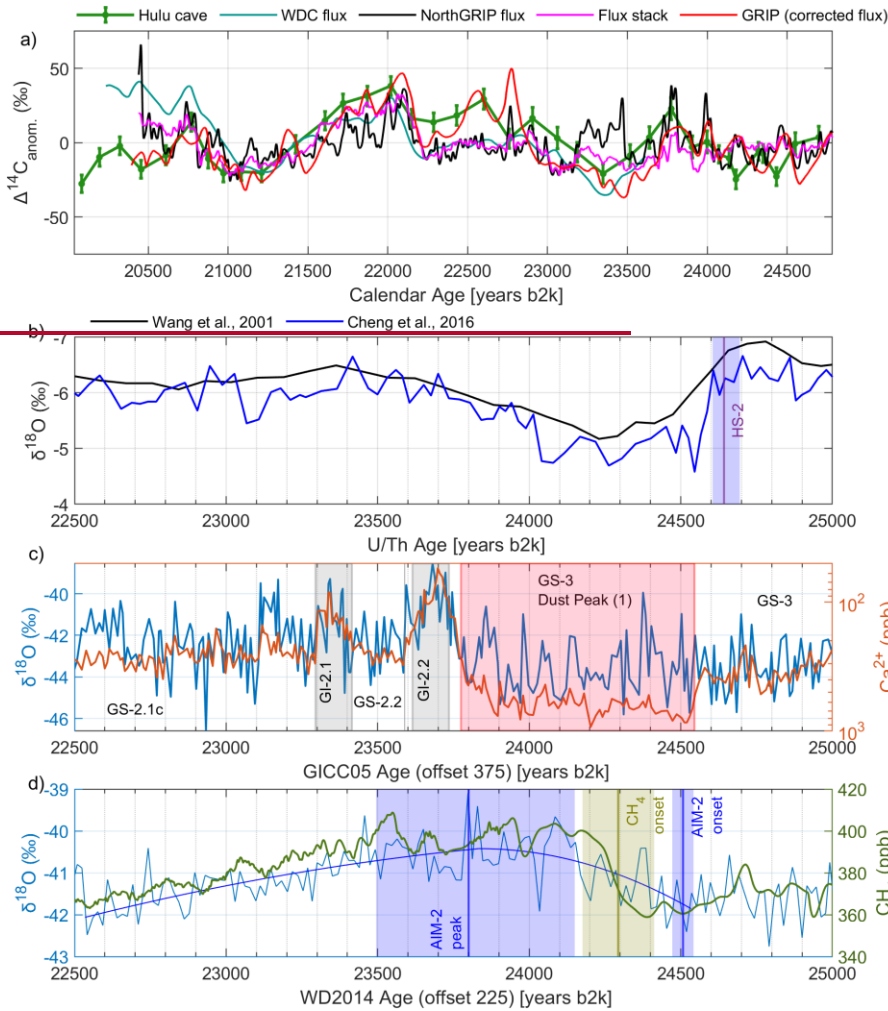 Hulu cave WDC flux NorthGRIP flux Flux stack GRIP (corrected flux)
a)
50
0
-50
Δ14Canom. (‰)
20500 21000 21500 22000 22500 23000 23500 24000 24500
Calendar Age [years b2k]
b)
Wang et al., 2001 Cheng et al., 2016
-7
-6
-5
-4
δ18O (‰)
HS-2
22500 23000 23500 24000 24500 25000
U/Th Age [years b2k]
c)
-40
-42
-44
-46
δ18O (‰)
GS-2.1c
GI-2.1
GS-2.2
GI-2.2
GS-3
Dust Peak (1)
GS-3
10²
10³
Ca2+ (ppb)
22500 23000 23500 24000 24500 25000
GICC05 Age (offset 375) [years b2k]
d)
-39
-40
-41
-42
-43
δ18O (‰)
AIM-2
peak
CH4
onset
AIM-2
onset
420
400
380
360
340
CH4 (ppb)
22500 23000 23500 24000 24500 25000
WD2014 Age (offset 225) [years b2k]